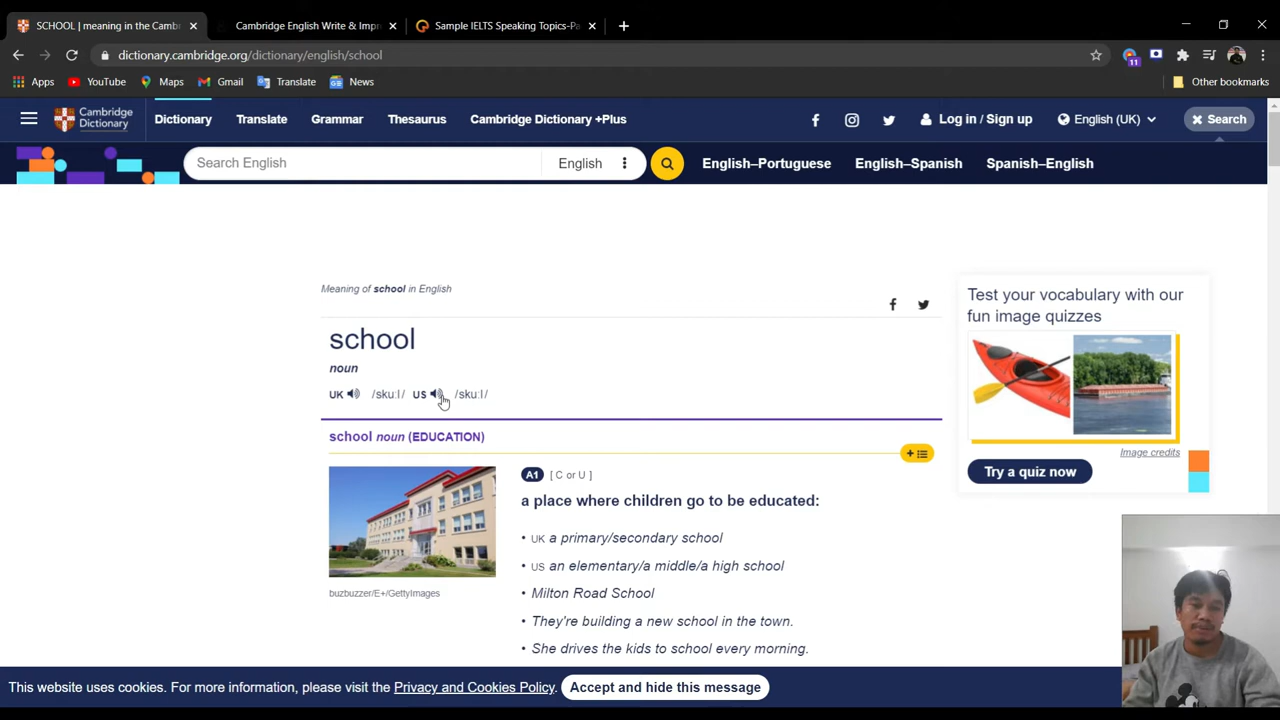 SCHOOL | meaning in the Camb
Cambridge English Write & Impr
Sample IELTS Speaking Topics-Pa
dictionary.cambridge.org/dictionary/english/school
11
Apps
YouTube
Maps
Gmail
Translate
News
Other bookmarks
Cambridge
Dictionary
Dictionary
Translate
Grammar
Thesaurus
Cambridge Dictionary +Plus
Log in / Sign up
English (UK)
Search
Search English
English
English–Portuguese
English–Spanish
Spanish–English
Meaning of school in English
school
noun
UK /skuːl/ US /skuːl/
school noun (EDUCATION)
A1 [ C or U ]
a place where children go to be educated:
• UK a primary/secondary school
• US an elementary/a middle/a high school
• Milton Road School
• They're building a new school in the town.
• She drives the kids to school every morning.
buzbuzzer/E+/GettyImages
Test your vocabulary with our
fun image quizzes
Image credits
Try a quiz now
This website uses cookies. For more information, please visit the Privacy and Cookies Policy. Accept and hide this message